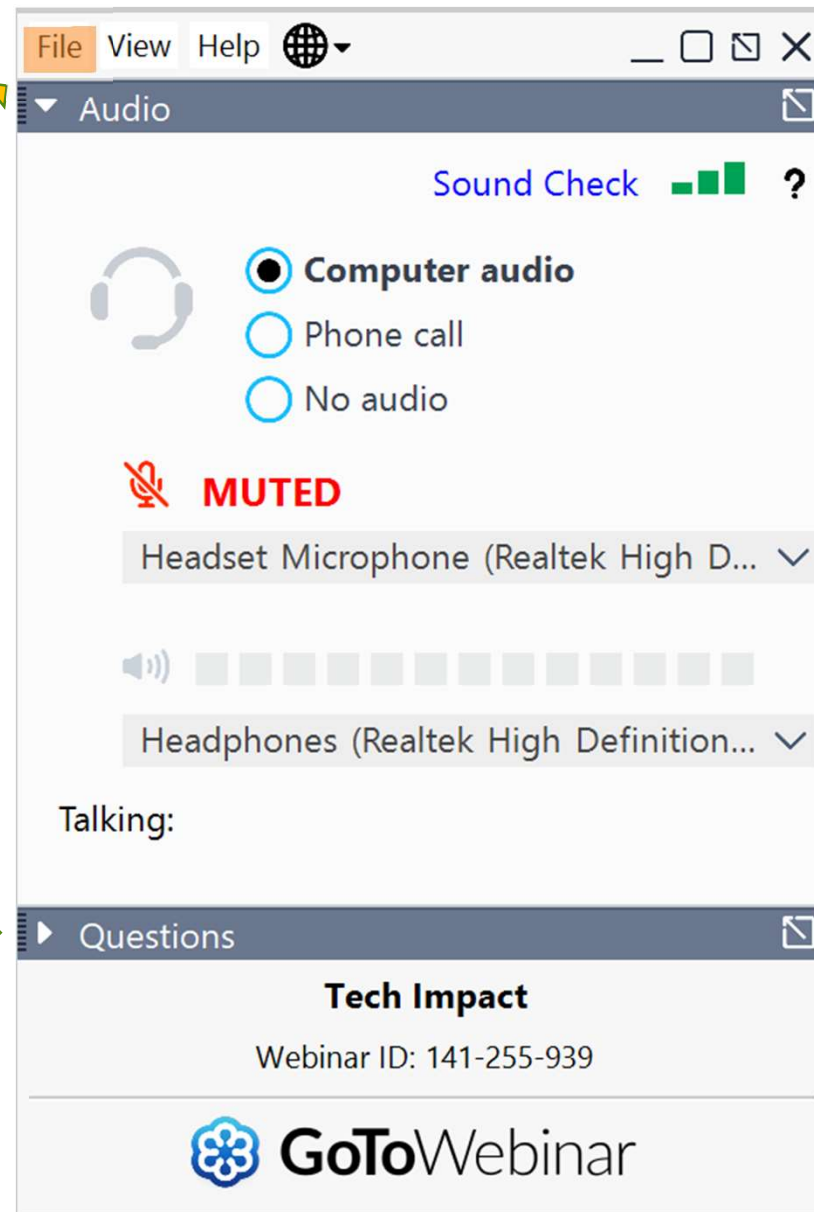 File View Help
Audio
Sound Check ?
Computer audio
Phone call
No audio
MUTED
Headset Microphone (Realtek High D...
Headphones (Realtek High Definition...
Talking:
Questions
Tech Impact
Webinar ID: 141-255-939
GoToWebinar